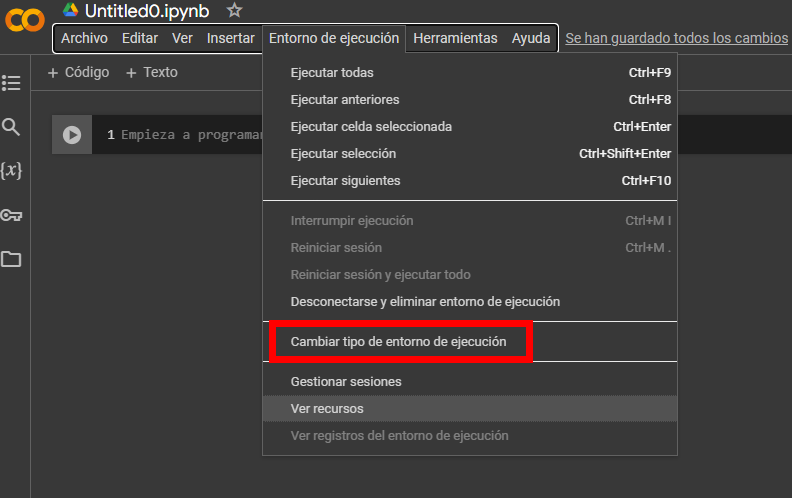 Untitled0.ipynb
Archivo Editar Ver Insertar Entorno de ejecución Herramientas Ayuda Se han guardado todos los cambios
+ Código + Texto
1 Empieza a programar
{x}
Ejecutar todas Ctrl+F9
Ejecutar anteriores Ctrl+F8
Ejecutar celda seleccionada Ctrl+Enter
Ejecutar selección Ctrl+Shift+Enter
Ejecutar siguientes Ctrl+F10
Interrumpir ejecución Ctrl+M I
Reiniciar sesión Ctrl+M .
Reiniciar sesión y ejecutar todo
Desconectarse y eliminar entorno de ejecución
Cambiar tipo de entorno de ejecución
Gestionar sesiones
Ver recursos
Ver registros del entorno de ejecución